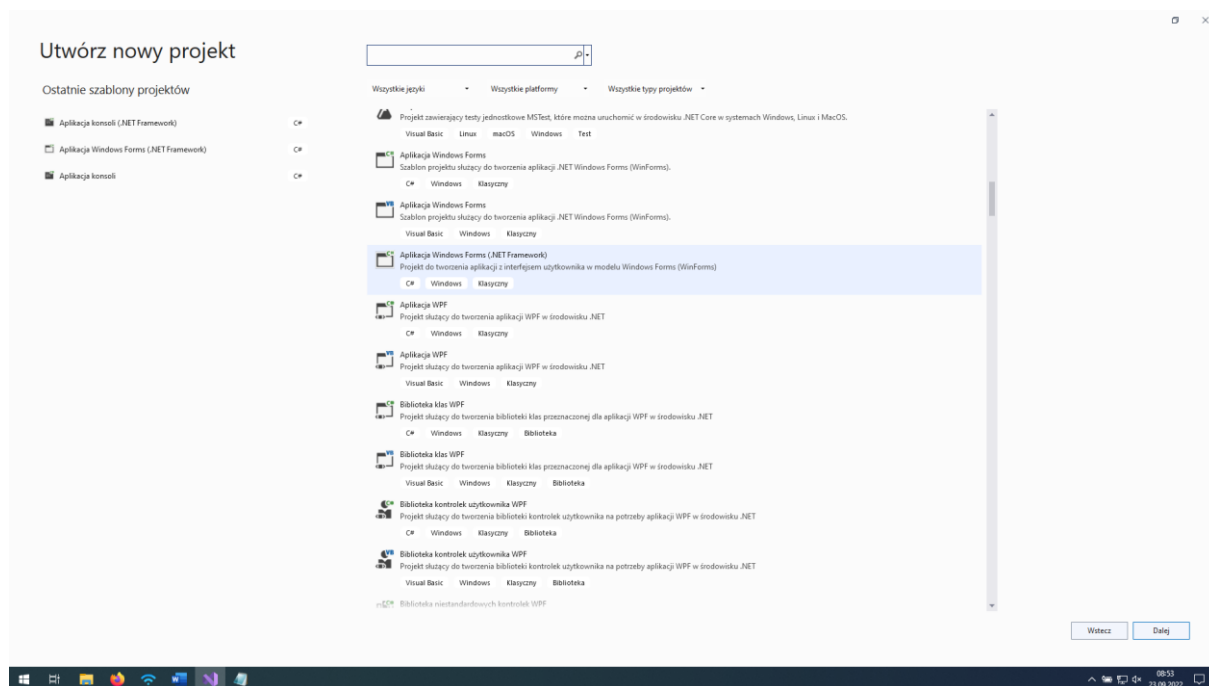 Utwórz nowy projekt
Ostatnie szablony projektów
Aplikacja konsoli (.NET Framework) C#
Aplikacja Windows Forms (.NET Framework) C#
Aplikacja konsoli C#
Wszystkie języki Wszystkie platformy Wszystkie typy projektów
Projekt zawierający testy jednostkowe MSTest, które można uruchomić w środowisku .NET Core w systemach Windows, Linux i MacOS.
Visual Basic Linux macOS Windows Test
Aplikacja Windows Forms
Szablon projektu służący do tworzenia aplikacji .NET Windows Forms (WinForms).
C# Windows Klasyczny
Aplikacja Windows Forms
Szablon projektu służący do tworzenia aplikacji .NET Windows Forms (WinForms).
Visual Basic Windows Klasyczny
Aplikacja Windows Forms (.NET Framework)
Projekt do tworzenia aplikacji z interfejsem użytkownika w modelu Windows Forms (WinForms)
C# Windows Klasyczny
Aplikacja WPF
Projekt służący do tworzenia aplikacji WPF w środowisku .NET
C# Windows Klasyczny
Aplikacja WPF
Projekt służący do tworzenia aplikacji WPF w środowisku .NET
Visual Basic Windows Klasyczny
Biblioteka klas WPF
Projekt służący do tworzenia biblioteki klas przeznaczonej dla aplikacji WPF w środowisku .NET
C# Windows Klasyczny Biblioteka
Biblioteka klas WPF
Projekt służący do tworzenia biblioteki klas przeznaczonej dla aplikacji WPF w środowisku .NET
Visual Basic Windows Klasyczny Biblioteka
Biblioteka kontrolek użytkownika WPF
Projekt służący do tworzenia biblioteki kontrolek użytkownika na potrzeby aplikacji WPF w środowisku .NET
C# Windows Klasyczny Biblioteka
Biblioteka kontrolek użytkownika WPF
Projekt służący do tworzenia biblioteki kontrolek użytkownika na potrzeby aplikacji WPF w środowisku .NET
Visual Basic Windows Klasyczny Biblioteka
Biblioteka niestandardowych kontrolek WPF
Wstecz Dalej
08:53
23.09.2022